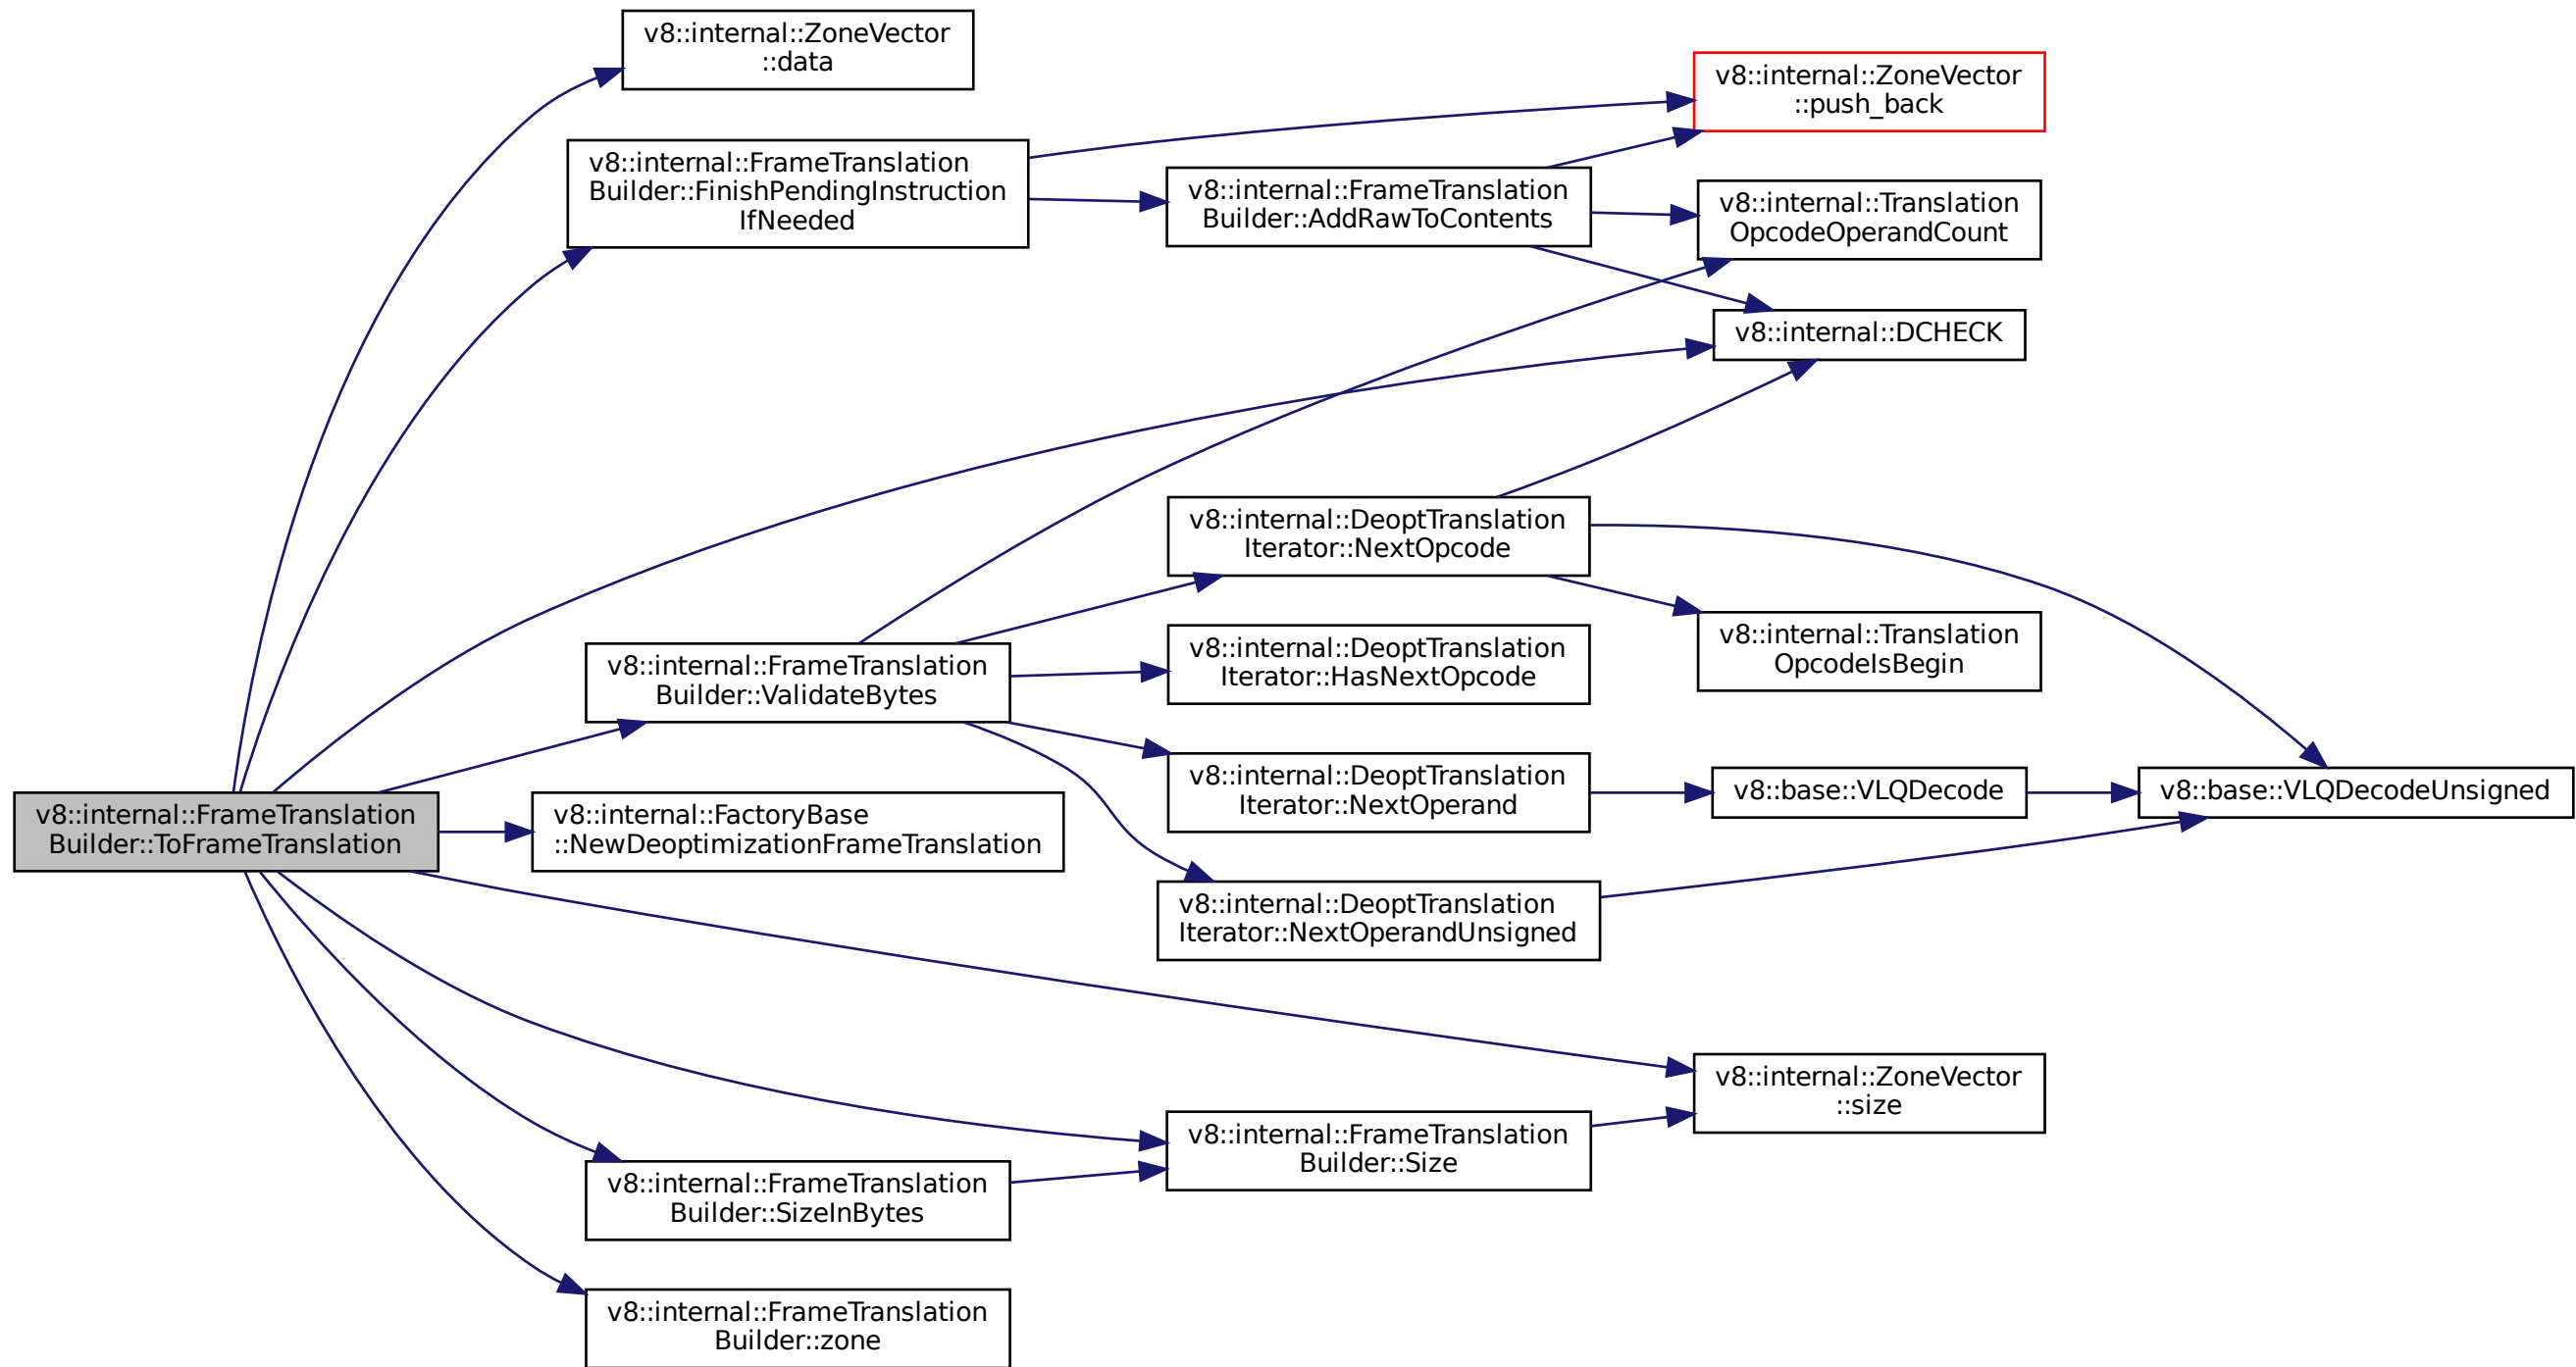 v8::internal::ZoneVector
::data
v8::internal::ZoneVector
::push_back
v8::internal::FrameTranslation
Builder::FinishPendingInstruction
IfNeeded
v8::internal::FrameTranslation
Builder::AddRawToContents
v8::internal::Translation
OpcodeOperandCount
v8::internal::DCHECK
v8::internal::DeoptTranslation
Iterator::NextOpcode
v8::internal::Translation
OpcodeIsBegin
v8::internal::FrameTranslation
Builder::ValidateBytes
v8::internal::DeoptTranslation
Iterator::HasNextOpcode
v8::internal::DeoptTranslation
Iterator::NextOperand
v8::base::VLQDecode
v8::base::VLQDecodeUnsigned
v8::internal::FrameTranslation
Builder::ToFrameTranslation
v8::internal::FactoryBase
::NewDeoptimizationFrameTranslation
v8::internal::DeoptTranslation
Iterator::NextOperandUnsigned
v8::internal::ZoneVector
::size
v8::internal::FrameTranslation
Builder::Size
v8::internal::FrameTranslation
Builder::SizeInBytes
v8::internal::FrameTranslation
Builder::zone